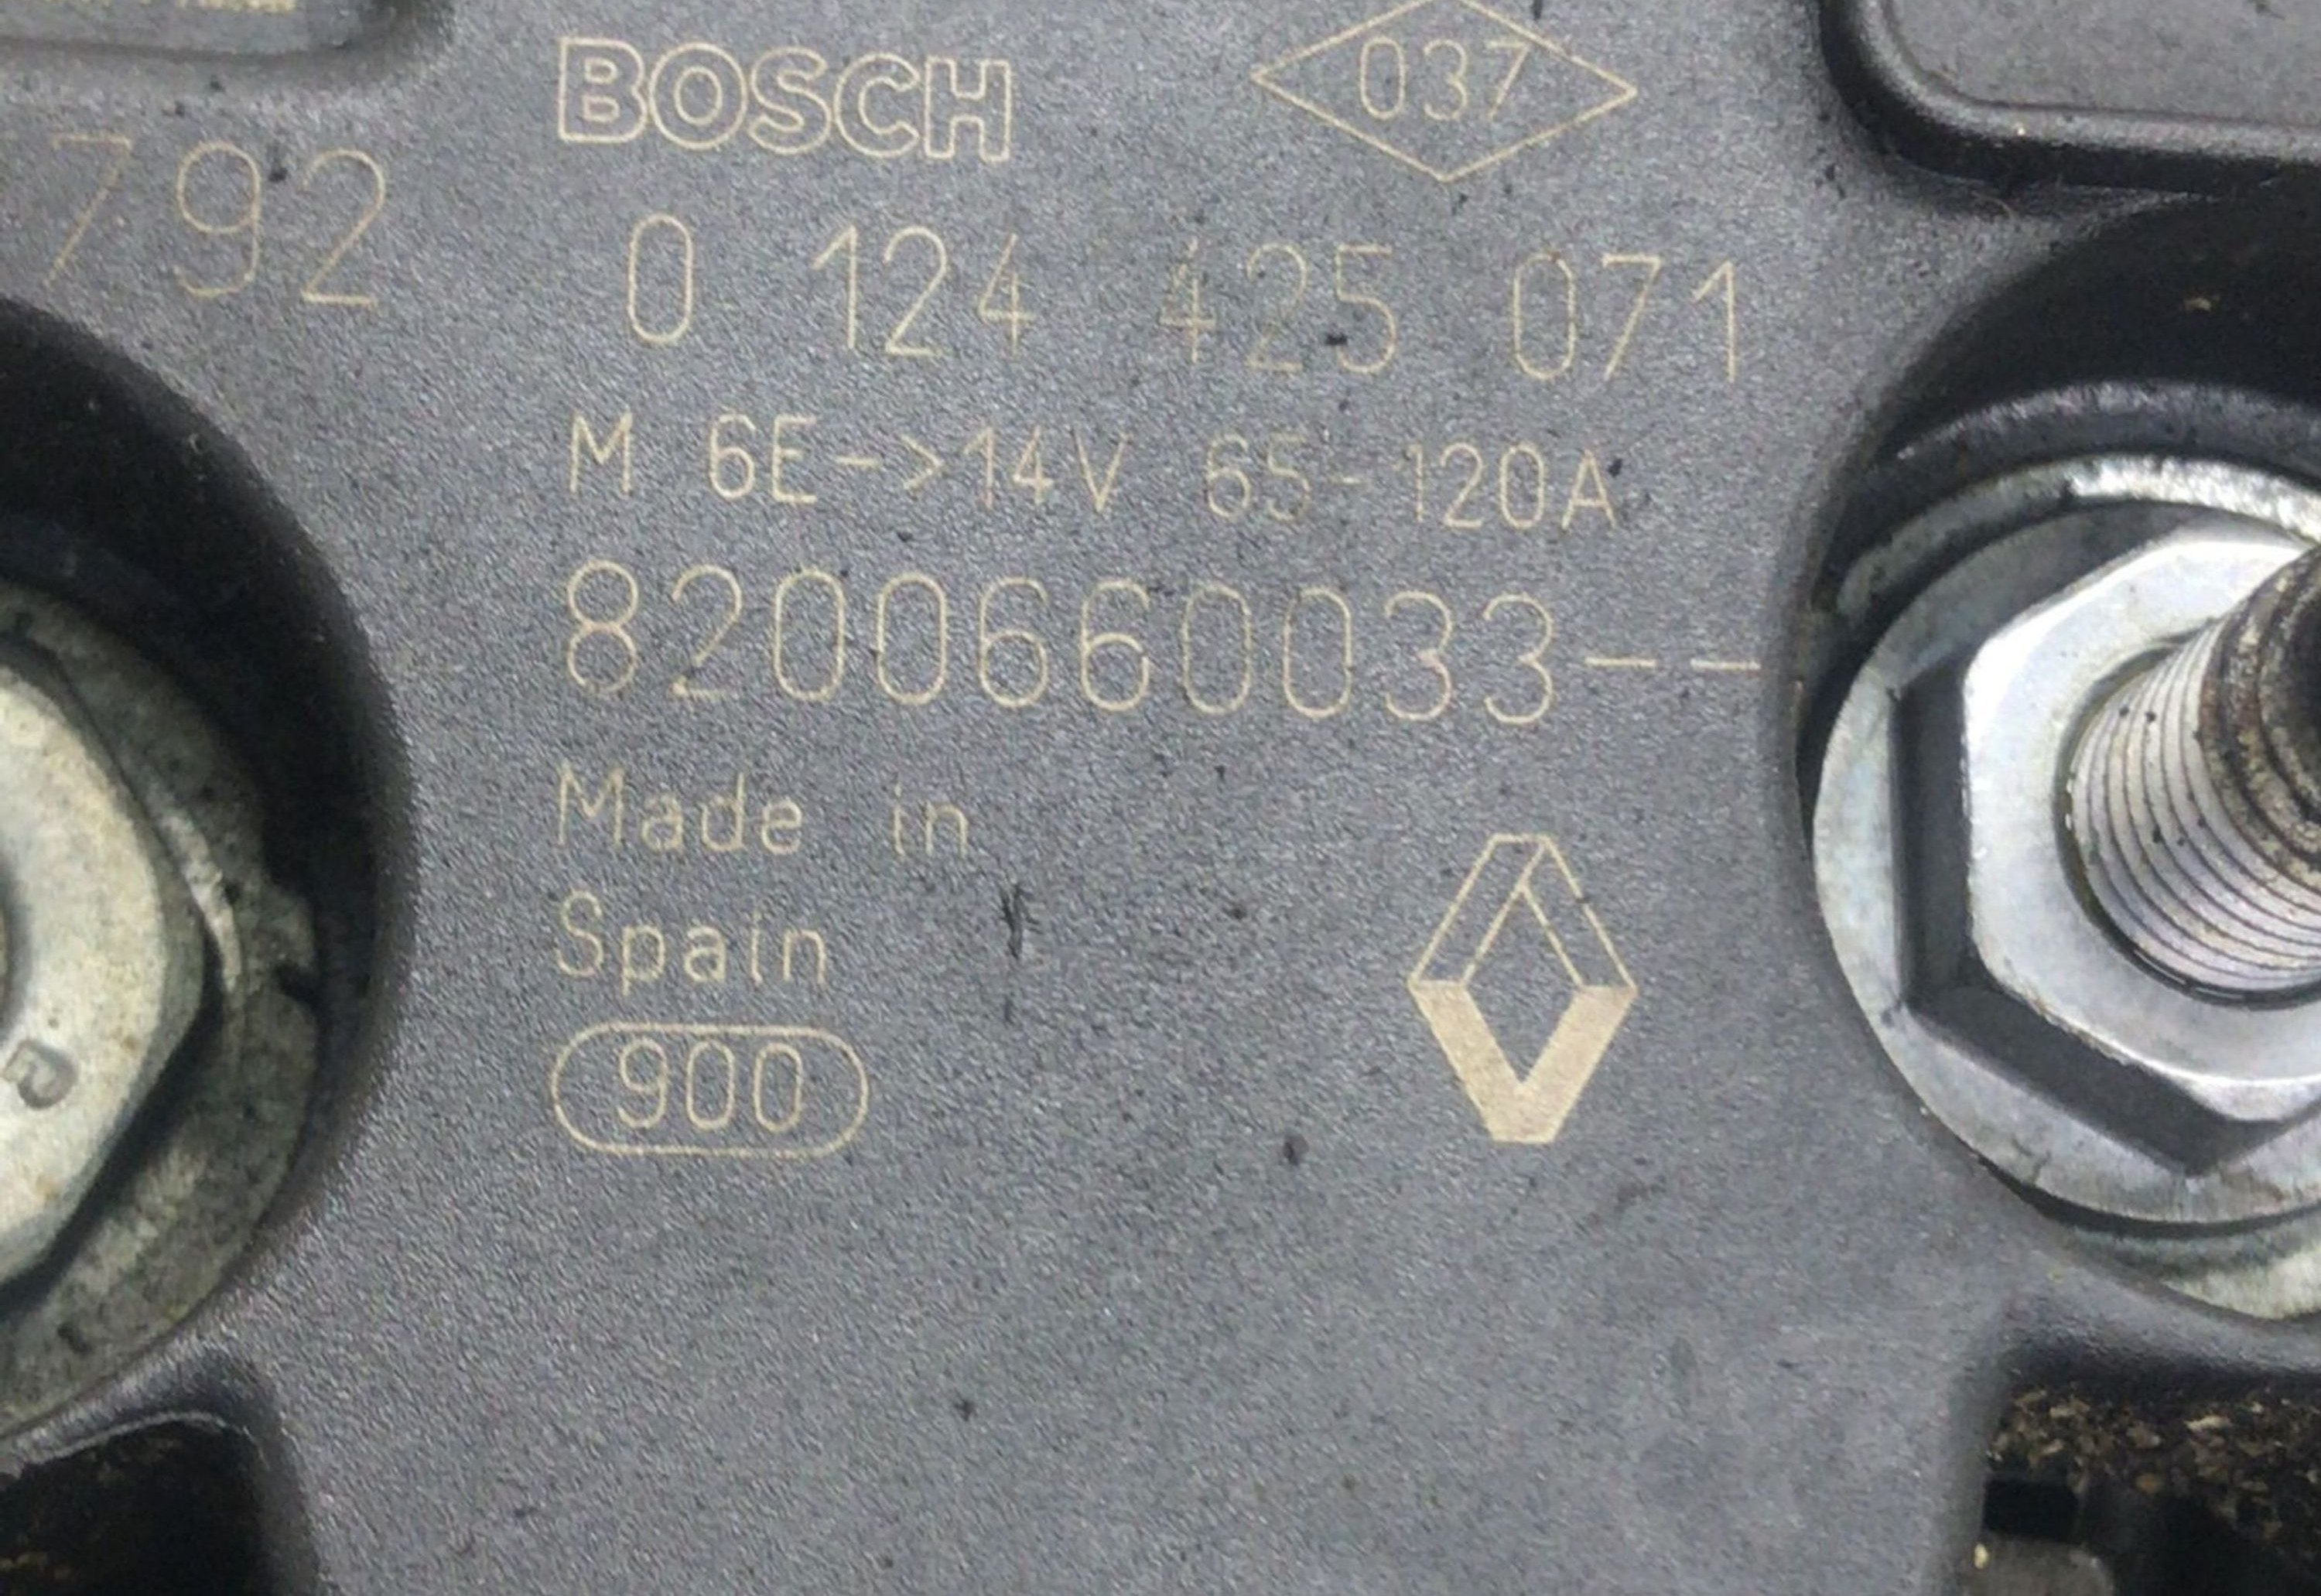 BOSCH
037
792
0 124 425 071
M 6E->14V 65-120A
8200660033--
Made in
Spain
900